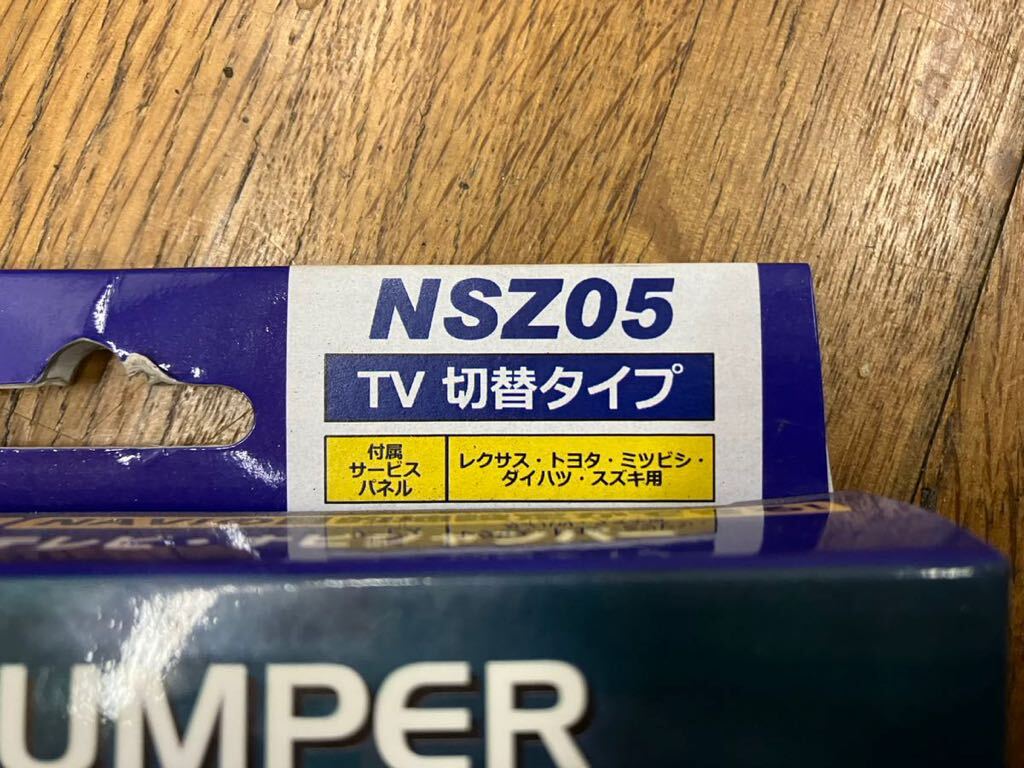 NSZ05
TV 切替タイプ
付属
サービス
パネル
レクサス・トヨタ・ミツビシ・
ダイハツ・スズキ用
UMPER